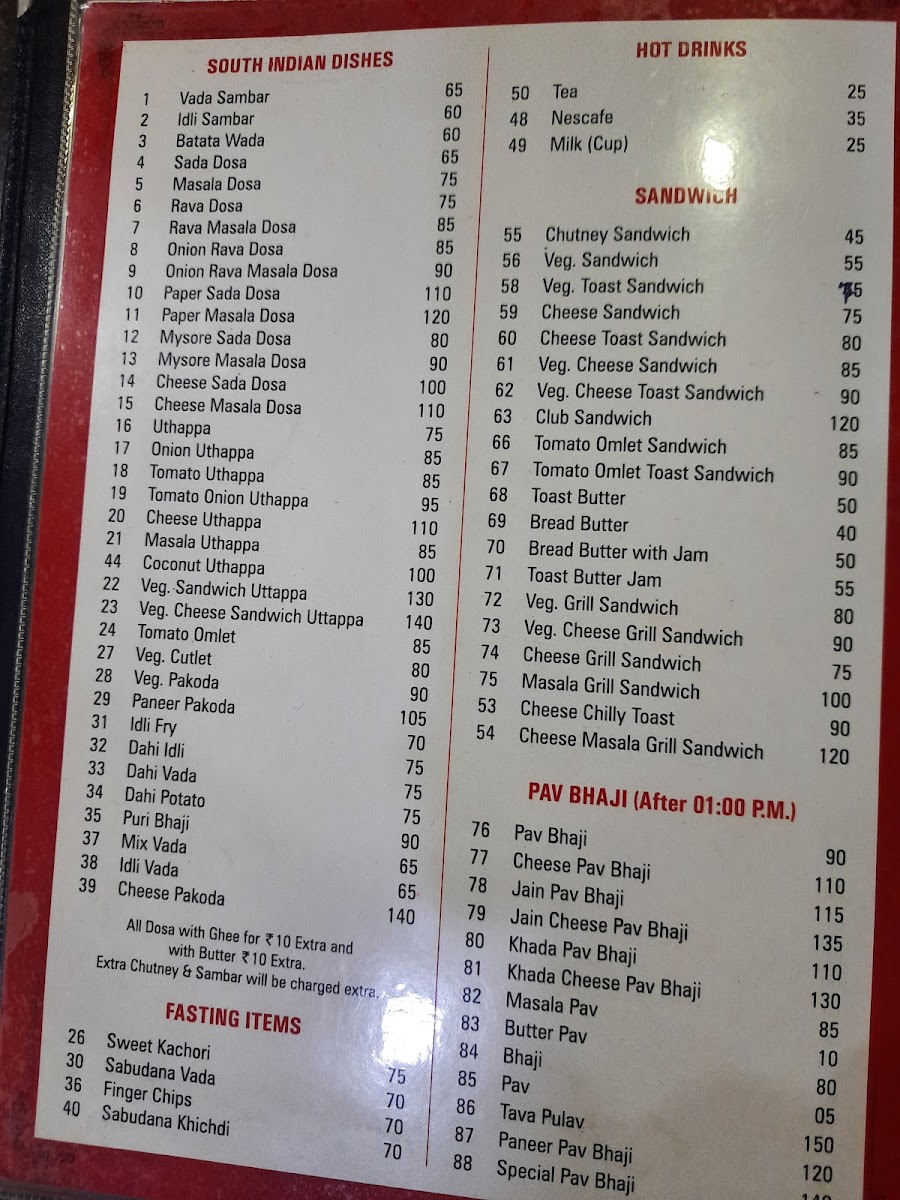 SOUTH INDIAN DISHES
1 Vada Sambar 65
2 Idli Sambar 60
3 Batata Wada 60
4 Sada Dosa 65
5 Masala Dosa 75
6 Rava Dosa 75
7 Rava Masala Dosa 85
8 Onion Rava Dosa 85
9 Onion Rava Masala Dosa 90
10 Paper Sada Dosa 110
11 Paper Masala Dosa 120
12 Mysore Sada Dosa 80
13 Mysore Masala Dosa 90
14 Cheese Sada Dosa 100
15 Cheese Masala Dosa 110
16 Uthappa 75
17 Onion Uthappa 85
18 Tomato Uthappa 85
19 Tomato Onion Uthappa 95
20 Cheese Uthappa 110
21 Masala Uthappa 85
44 Coconut Uthappa 100
22 Veg. Sandwich Uttappa 130
23 Veg. Cheese Sandwich Uttappa 140
24 Tomato Omlet 85
27 Veg. Cutlet 80
28 Veg. Pakoda 90
29 Paneer Pakoda 105
31 Idli Fry 70
32 Dahi Idli 75
33 Dahi Vada 75
34 Dahi Potato 75
35 Puri Bhaji 90
37 Mix Vada 65
38 Idli Vada 65
39 Cheese Pakoda 140
All Dosa with Ghee for ₹ 10 Extra and
with Butter ₹ 10 Extra.
Extra Chutney & Sambar will be charged extra.
FASTING ITEMS
26 Sweet Kachori 75
30 Sabudana Vada 70
36 Finger Chips 70
40 Sabudana Khichdi 70
HOT DRINKS
50 Tea 25
48 Nescafe 35
49 Milk (Cup) 25
SANDWICH
55 Chutney Sandwich 45
56 Veg. Sandwich 55
58 Veg. Toast Sandwich
59 Cheese Sandwich 75
60 Cheese Toast Sandwich 80
61 Veg. Cheese Sandwich 85
62 Veg. Cheese Toast Sandwich 90
63 Club Sandwich 120
66 Tomato Omlet Sandwich 85
67 Tomato Omlet Toast Sandwich 90
68 Toast Butter 50
69 Bread Butter 40
70 Bread Butter with Jam 50
71 Toast Butter Jam 55
72 Veg. Grill Sandwich 80
73 Veg. Cheese Grill Sandwich 90
74 Cheese Grill Sandwich 75
75 Masala Grill Sandwich 100
53 Cheese Chilly Toast 90
54 Cheese Masala Grill Sandwich 120
PAV BHAJI (After 01:00 P.M.)
76 Pav Bhaji 90
77 Cheese Pav Bhaji 110
78 Jain Pav Bhaji 115
79 Jain Cheese Pav Bhaji 135
80 Khada Pav Bhaji 110
81 Khada Cheese Pav Bhaji 130
82 Masala Pav 85
83 Butter Pav 10
84 Bhaji 80
85 Pav 05
86 Tava Pulav 150
87 Paneer Pav Bhaji 120
88 Special Pav Bhaji